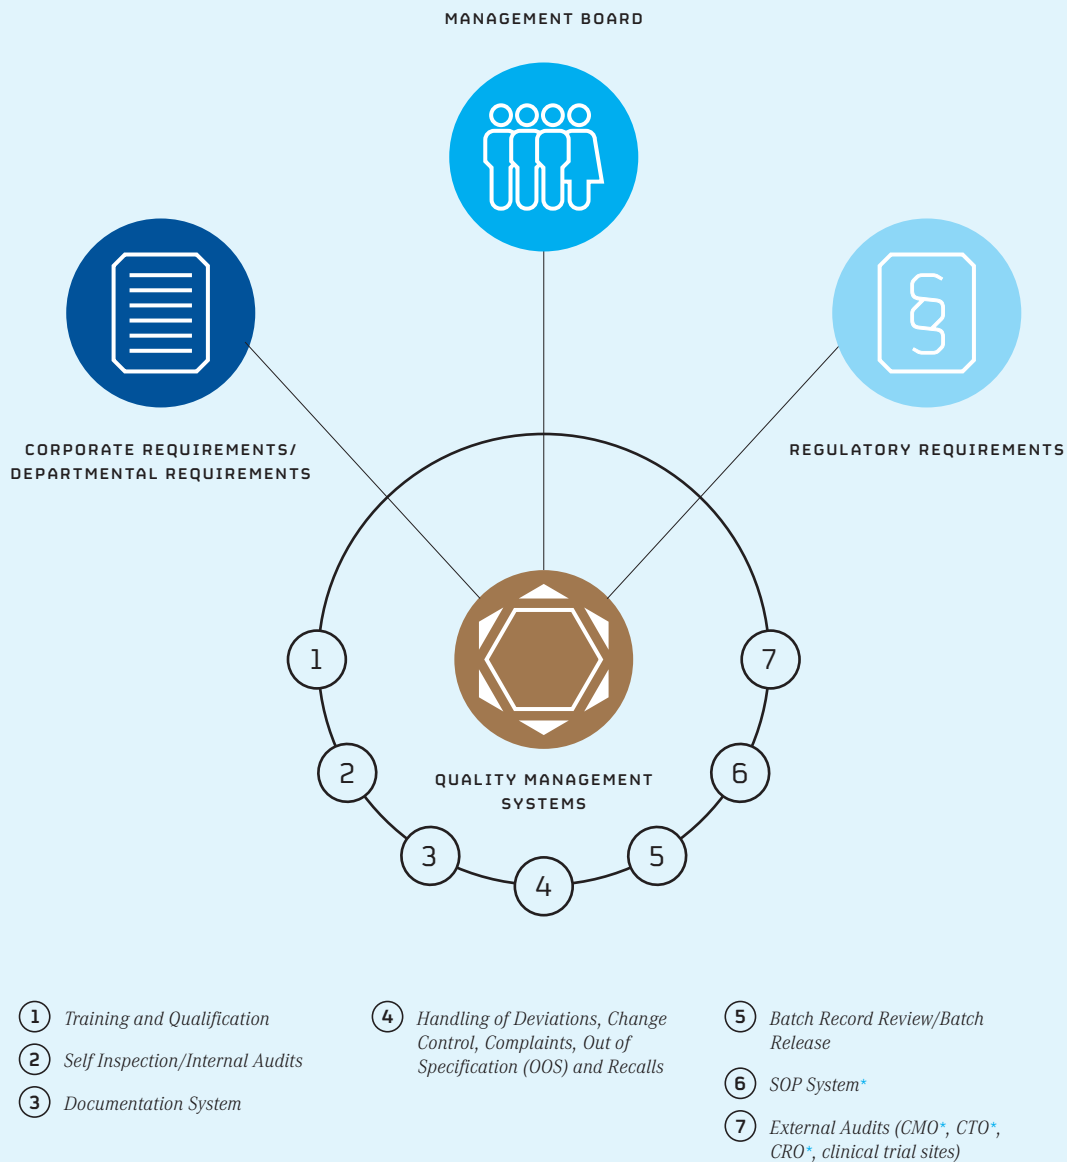 MANAGEMENT BOARD
CORPORATE REQUIREMENTS/
DEPARTMENTAL REQUIREMENTS
REGULATORY REQUIREMENTS
§
1
7
2
6
QUALITY MANAGEMENT
SYSTEMS
3
5
4
1 Training and Qualification
2 Self Inspection/Internal Audits
3 Documentation System
4 Handling of Deviations, Change
Control, Complaints, Out of
Specification (OOS) and Recalls
5 Batch Record Review/Batch
Release
6 SOP System*
7 External Audits (CMO*, CTO*,
CRO*, clinical trial sites)